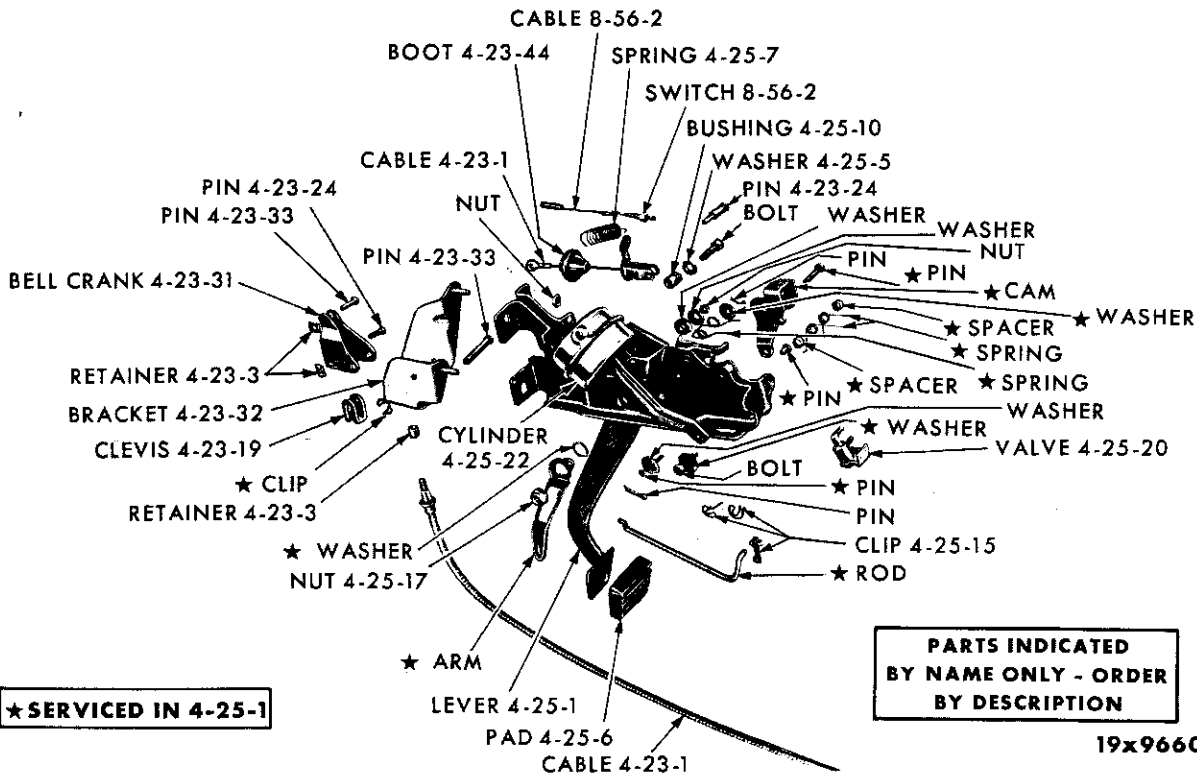 CABLE 8-56-2
BOOT 4-23-44
SPRING 4-25-7
SWITCH 8-56-2
BUSHING 4-25-10
CABLE 4-23-1
WASHER 4-25-5
PIN 4-23-24
PIN 4-23-24
NUT
BOLT
WASHER
PIN 4-23-33
WASHER
PIN 4-23-33
PIN
NUT
BELL CRANK 4-23-31
★ PIN
★ CAM
★ WASHER
★ SPACER
★ SPRING
RETAINER 4-23-3
★ SPACER
★ SPRING
★ PIN
BRACKET 4-23-32
WASHER
CLEVIS 4-23-19
CYLINDER
4-25-22
★ WASHER
VALVE 4-25-20
BOLT
★ CLIP
★ PIN
RETAINER 4-23-3
PIN
★ WASHER
CLIP 4-25-15
NUT 4-25-17
★ ROD
★ ARM
PARTS INDICATED
BY NAME ONLY - ORDER
BY DESCRIPTION
★ SERVICED IN 4-25-1
LEVER 4-25-1
PAD 4-25-6
CABLE 4-23-1
19x9660